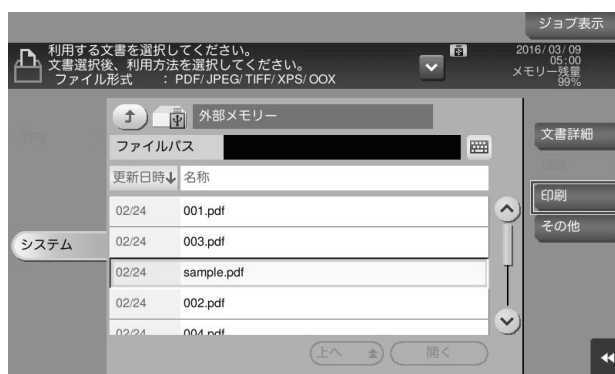 ジョブ表示
利用する文書を選択してください。
文書選択後、利用方法を選択してください。
ファイル形式 : PDF/JPEG/TIFF/XPS/OOX
2016/03/09
05:00
メモリー残量
99%
外部メモリー
ファイルパス
文書詳細
更新日時↓ 名称
印刷
02/24 001.pdf
その他
02/24 003.pdf
システム
02/24 sample.pdf
02/24 002.pdf
02/24 004.pdf
上へ
開く